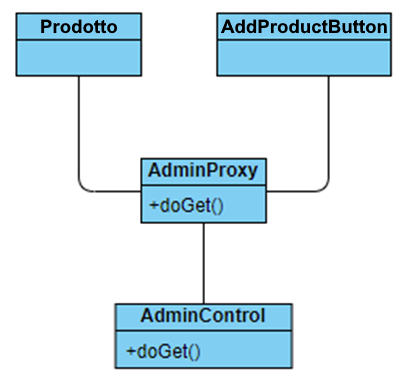 Prodotto
AddProductButton
AdminProxy
+doGet()
AdminControl
+doGet()